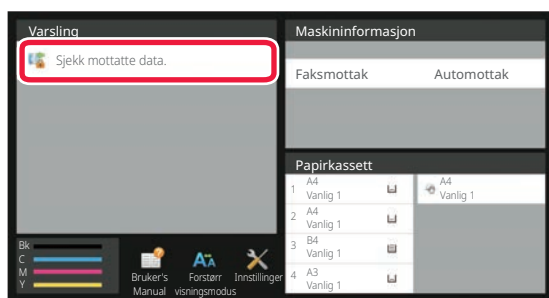 Varsling
Sjekk mottatte data.
Maskininformasjon
Faksmottak Automottak
Papirkassett
1 A4 Vanlig 1
A4 Vanlig 1
2 A4 Vanlig 1
3 B4 Vanlig 1
4 A3 Vanlig 1
Bk
C
M
Y
Bruker's Manual
Forstørr visningsmodus
Innstillinger